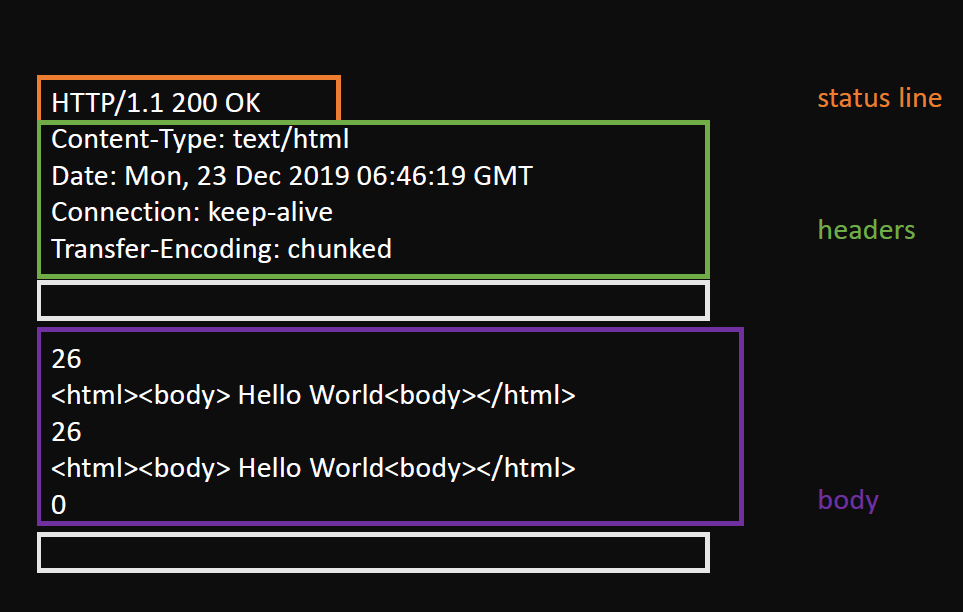 HTTP/1.1 200 OK
status line
Content-Type: text/html
Date: Mon, 23 Dec 2019 06:46:19 GMT
Connection: keep-alive
Transfer-Encoding: chunked
headers
26
<html><body> Hello World<body></html>
26
<html><body> Hello World<body></html>
0
body